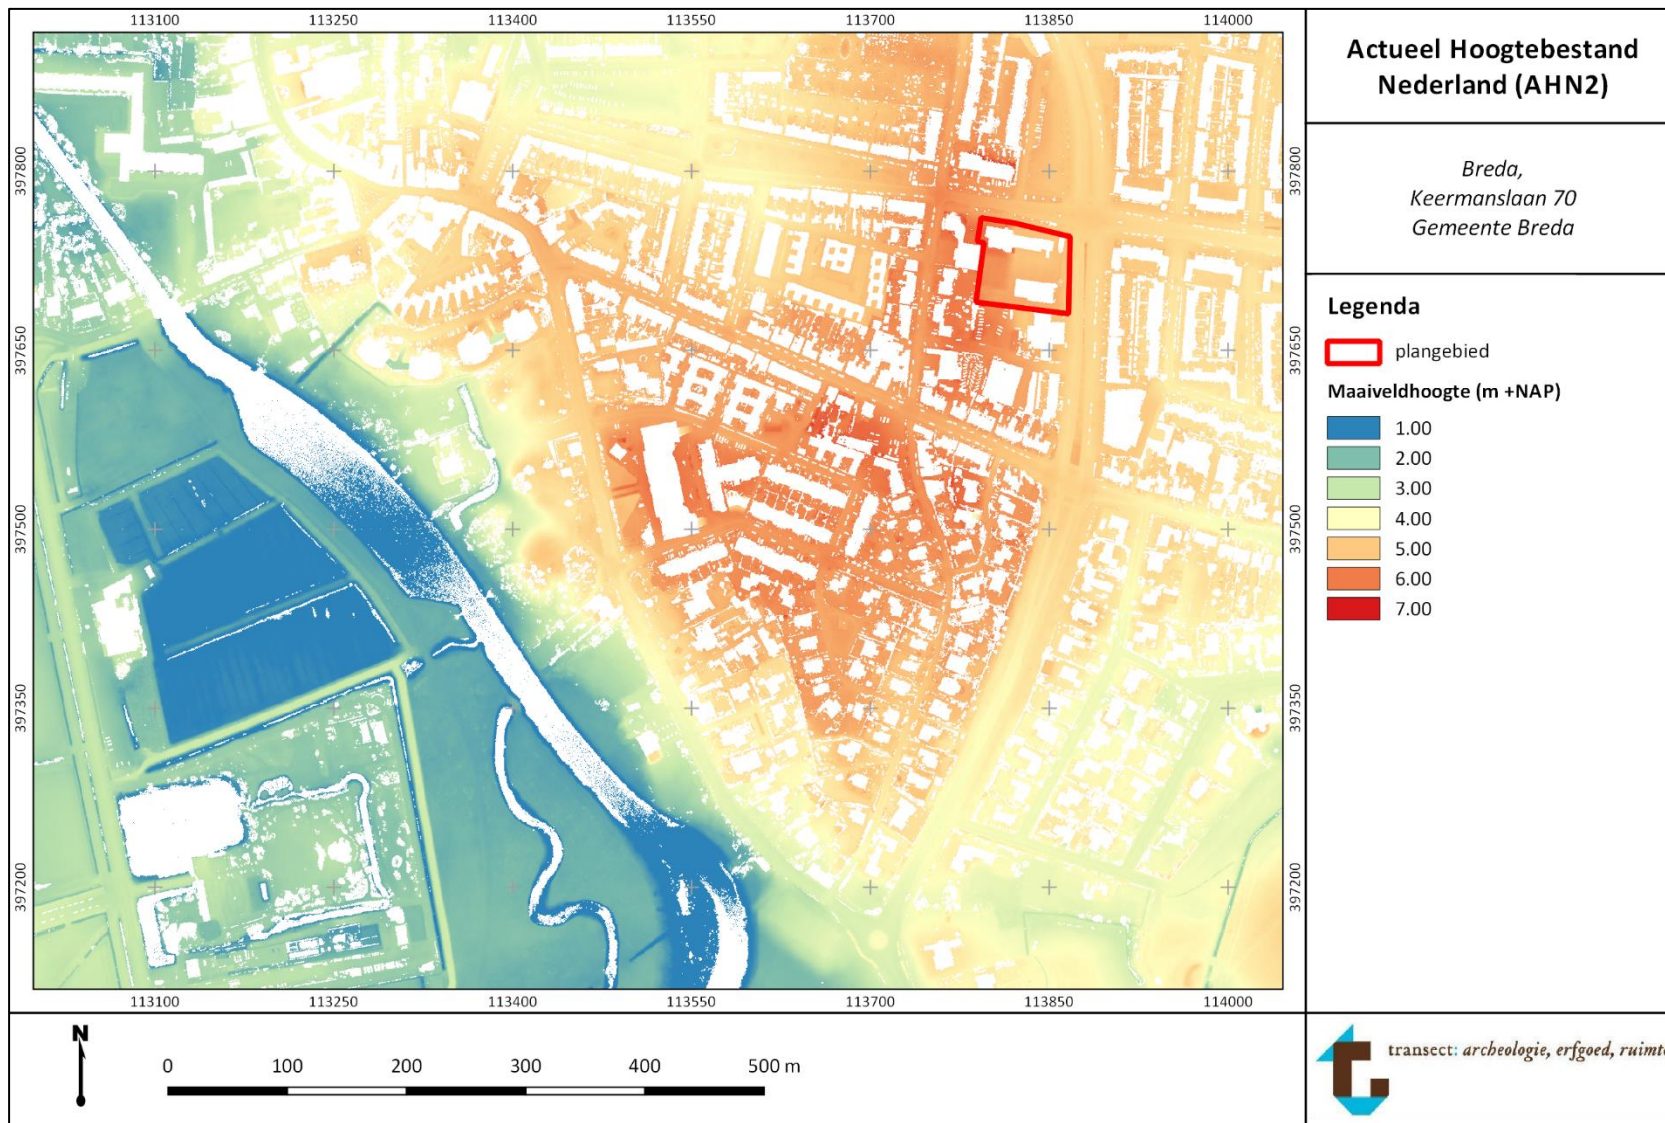 113100 113250 113400 113550 113700 113850 114000
Actueel Hoogtebestand
Nederland (AHN2)
Breda,
Keermanslaan 70
Gemeente Breda
Legenda
plangebied
Maaiveldhoogte (m +NAP)
1.00
2.00
3.00
4.00
5.00
6.00
7.00
397800 397800
397650 397650
397500 397500
397350 397350
397200 397200
113100 113250 113400 113550 113700 113850 114000
N
0 100 200 300 400 500 m
transect: archeologie, erfgoed, ruimt